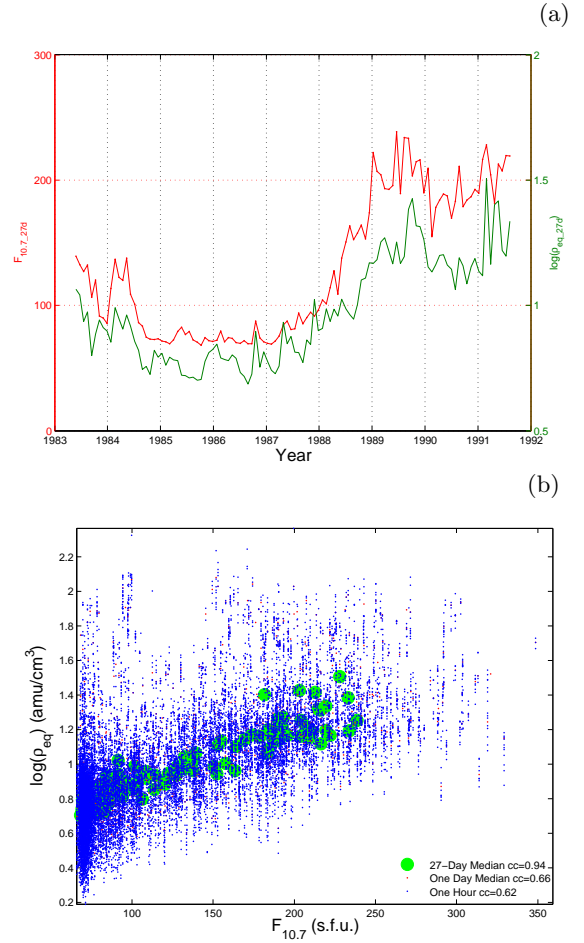 (a)
300
200
100
0
F10.7_27d
2
1.5
1
0.5
log(ρeq_27d)
1983 1984 1985 1986 1987 1988 1989 1990 1991 1992
Year
(b)
2.2
2
1.8
1.6
1.4
1.2
1
0.8
0.6
0.4
0.2
log(ρeq) (amu/cm³)
27−Day Median cc=0.94
One Day Median cc=0.66
One Hour cc=0.62
100 150 200 250 300 350
F10.7 (s.f.u.)